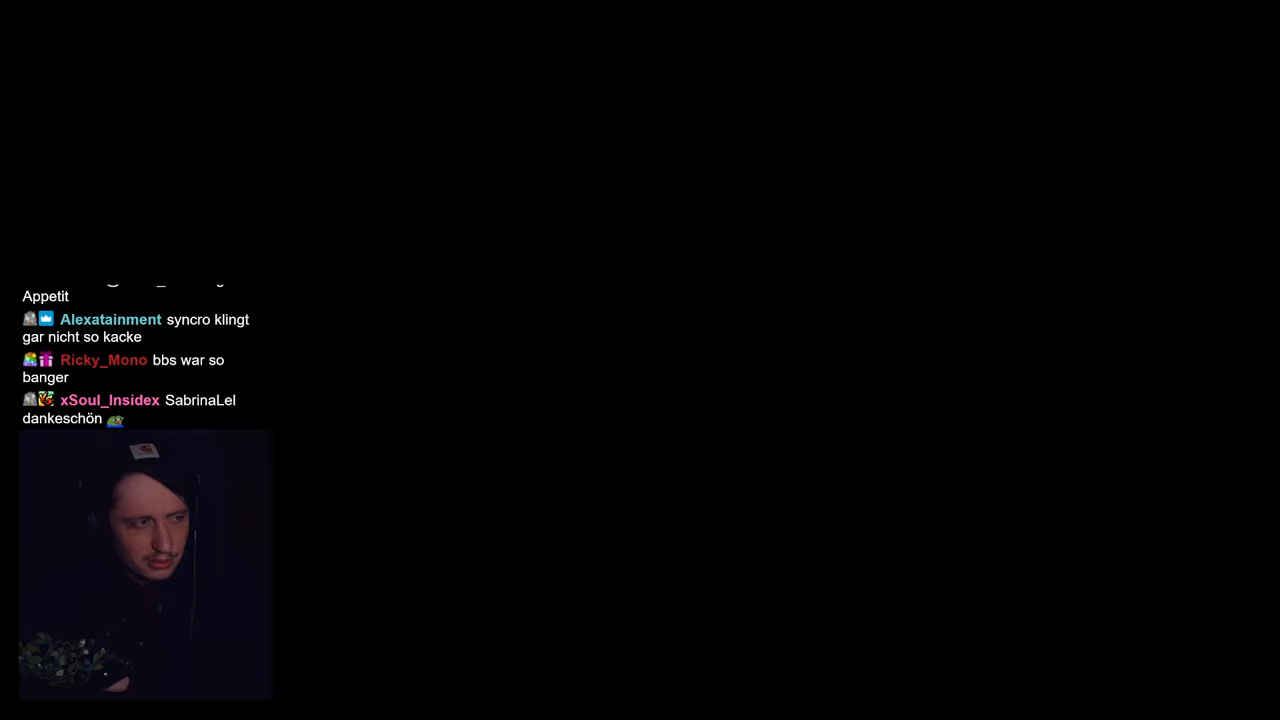 Appetit
Alexatainment syncro klingt
gar nicht so kacke
Ricky_Mono bbs war so
banger
xSoul_Insidex SabrinaLel
dankeschön